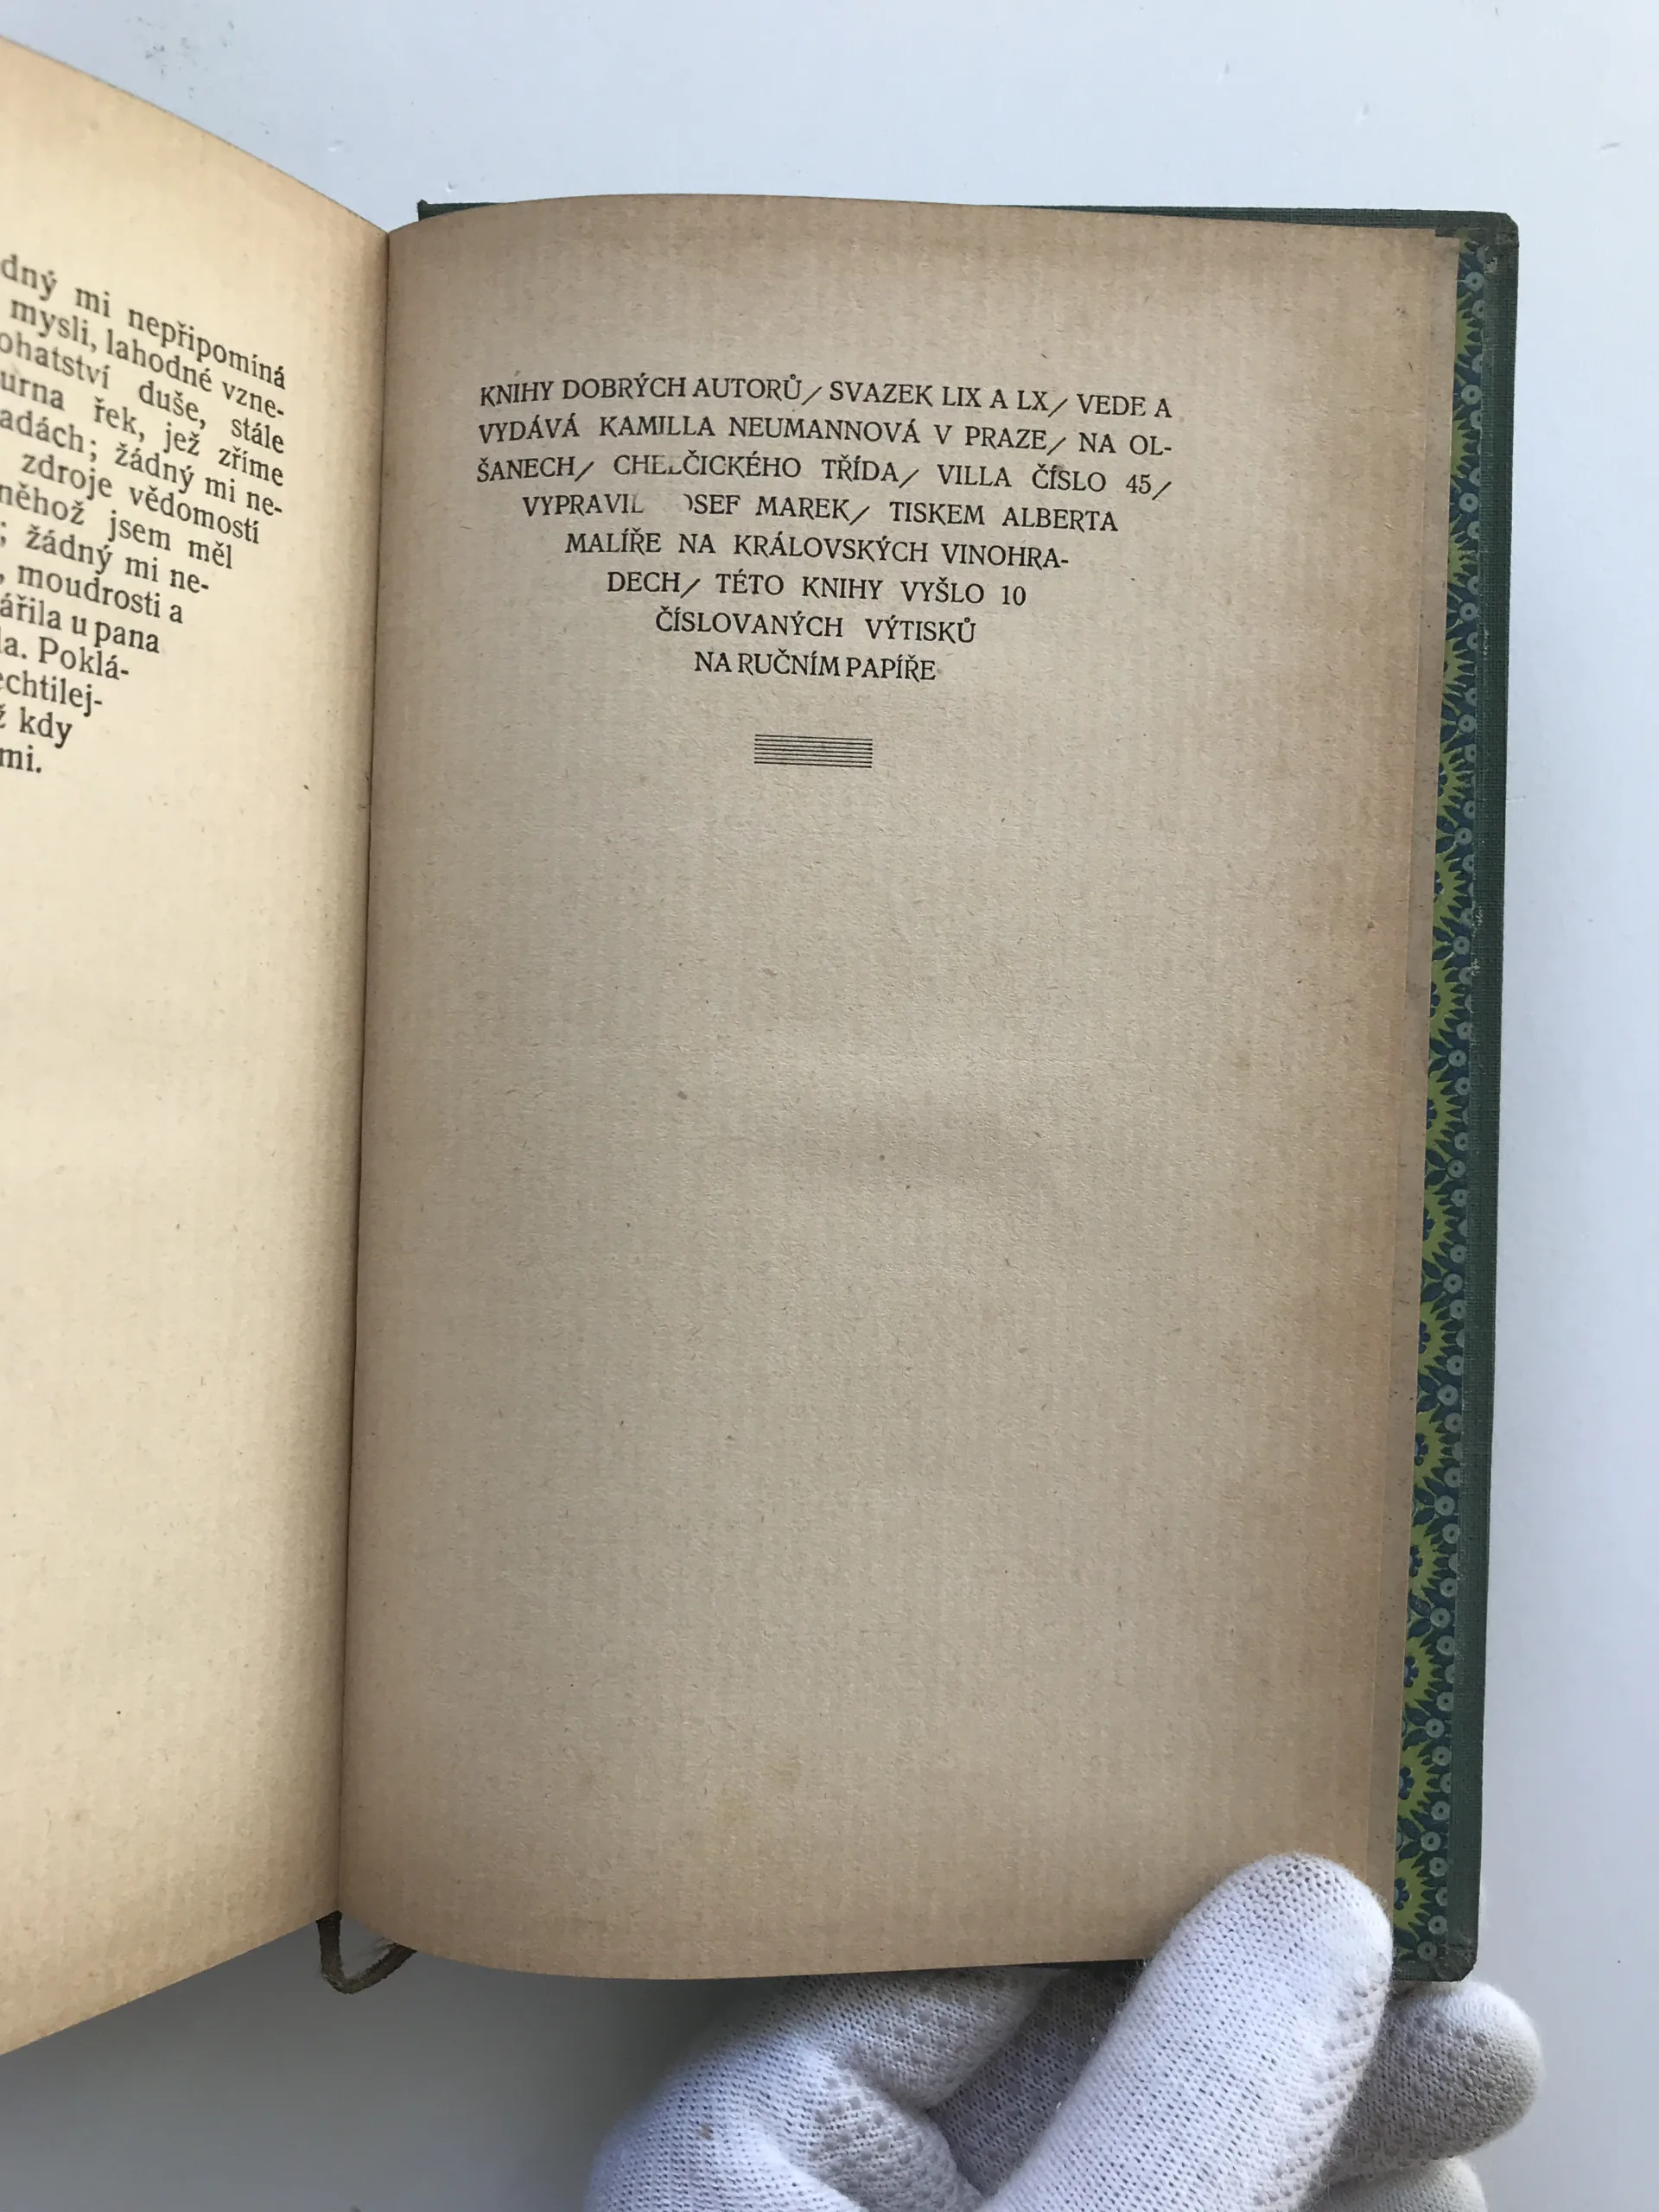 dný mi nepřipomíná
mysli, lahodné vzne-
ohatství duše, stále
urna řek, jež zříme
adách; žádný mi ne-
zdroje vědomostí
něhož jsem měl
; žádný mi ne-
, moudrosti a
ářila u pana
la. Poklá-
echtilej-
ž kdy
mi.
KNIHY DOBRÝCH AUTORŮ/ SVAZEK LIX A LX/ VEDE A
VYDÁVÁ KAMILLA NEUMANNOVÁ V PRAZE/ NA OL-
ŠANECH/ CHELČICKÉHO TŘÍDA/ VILLA ČÍSLO 45/
VYPRAVIL JOSEF MAREK/ TISKEM ALBERTA
MALÍŘE NA KRÁLOVSKÝCH VINOHRA-
DECH/ TÉTO KNIHY VYŠLO 10
ČÍSLOVANÝCH VÝTISKŮ
NA RUČNÍM PAPÍŘE